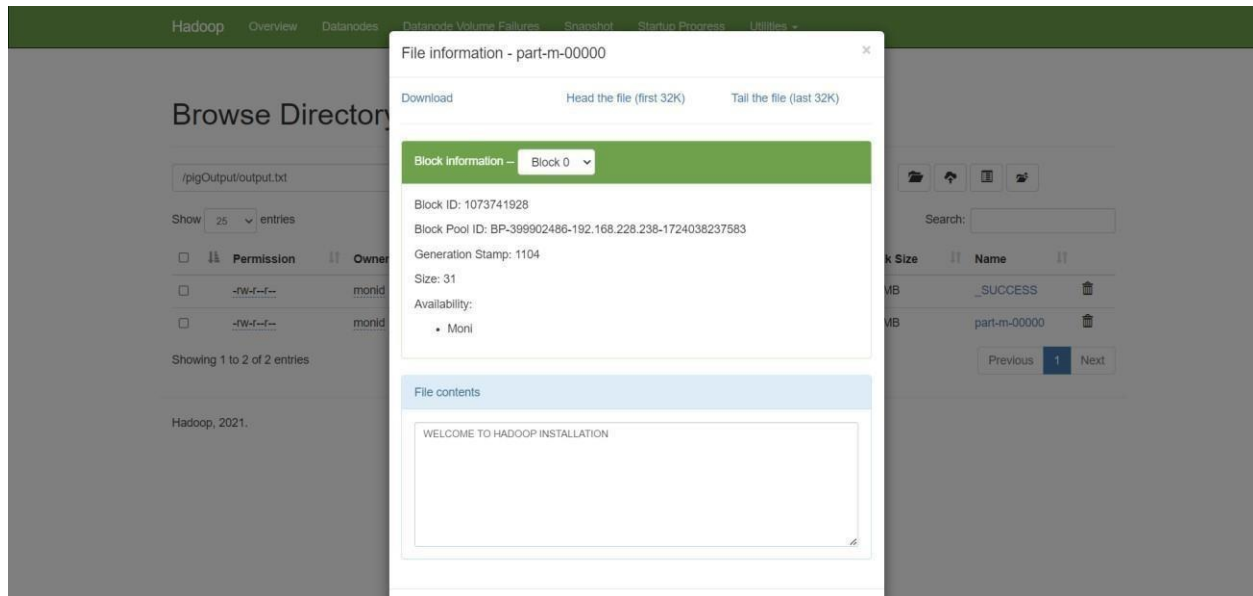 Hadoop Overview Datanodes Datanode Volume Failures Snapshot Startup Progress Utilities
File information - part-m-00000 ×
Download Head the file (first 32K) Tail the file (last 32K)
Browse Directory
Block information -- Block 0
/pigOutput/output.txt
Block ID: 1073741928
Show 25 entries Search:
Block Pool ID: BP-399902486-192.168.228.238-1724038237583
Generation Stamp: 1104
Permission Owner k Size Name
Size: 31
-rw-r--r-- monid MB _SUCCESS
Availability:
-rw-r--r-- monid MB part-m-00000
• Moni
Showing 1 to 2 of 2 entries Previous 1 Next
File contents
Hadoop, 2021.
WELCOME TO HADOOP INSTALLATION